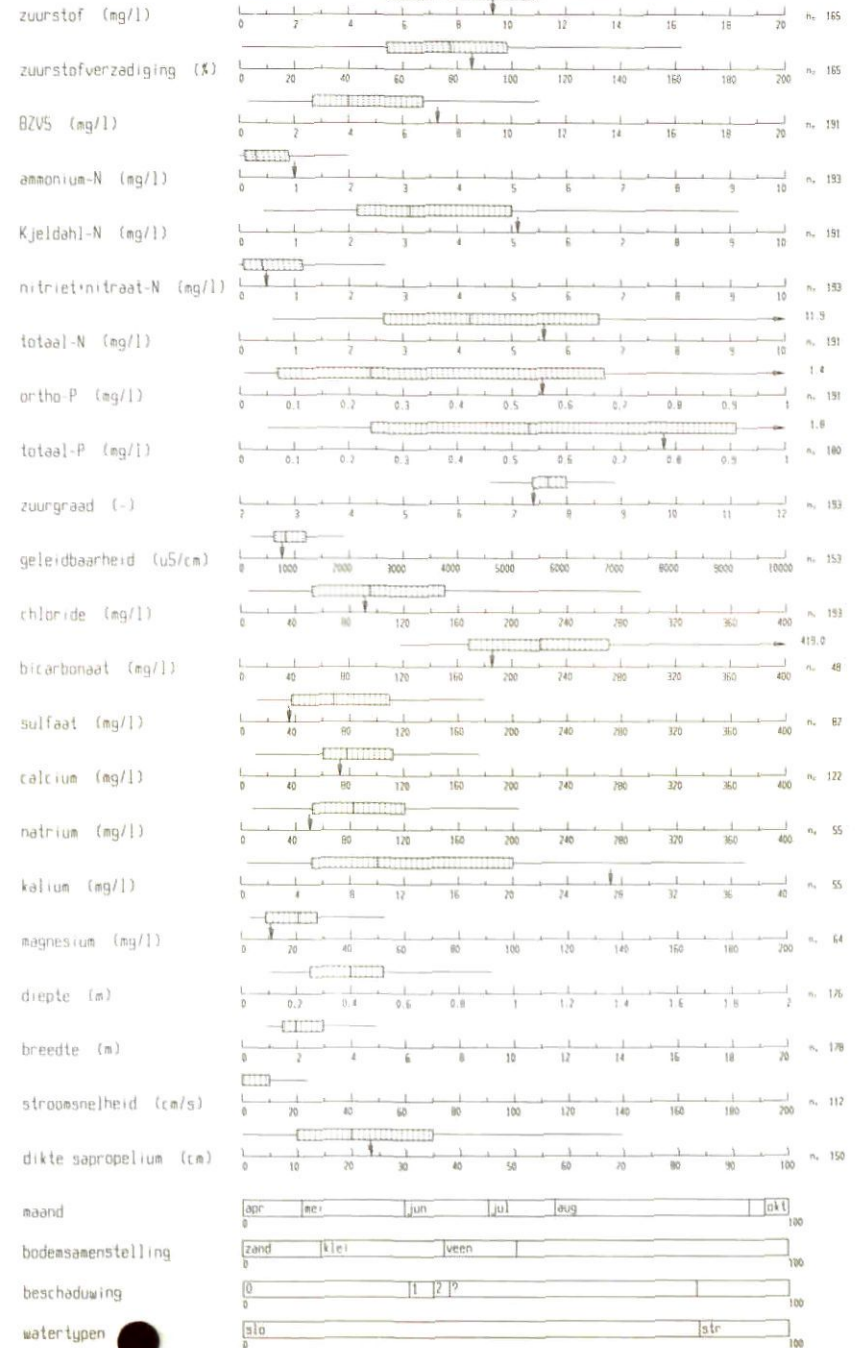 zuurstof (mg/l) 0 2 4 6 8 10 12 14 16 18 20 n= 165
zuurstofverzadiging (%) 0 20 40 60 80 100 120 140 160 180 200 n= 165
BZV5 (mg/l) 0 2 4 6 8 10 12 14 16 18 20 n= 191
ammonium-N (mg/l) 0 1 2 3 4 5 6 7 8 9 10 n= 193
Kjeldahl-N (mg/l) 0 1 2 3 4 5 6 7 8 9 10 n= 191
nitriet+nitraat-N (mg/l) 0 1 2 3 4 5 6 7 8 9 10 n= 193
11.9
totaal-N (mg/l) 0 1 2 3 4 5 6 7 8 9 10 n= 191
1.4
ortho-P (mg/l) 0 0.1 0.2 0.3 0.4 0.5 0.6 0.7 0.8 0.9 1 n= 191
1.8
totaal-P (mg/l) 0 0.1 0.2 0.3 0.4 0.5 0.6 0.7 0.8 0.9 1 n= 180
zuurgraad (-) 2 3 4 5 6 7 8 9 10 11 12 n= 193
geleidbaarheid (uS/cm) 0 1000 2000 3000 4000 5000 6000 7000 8000 9000 10000 n= 153
chloride (mg/l) 0 40 80 120 160 200 240 280 320 360 400 n= 193
419.0
bicarbonaat (mg/l) 0 40 80 120 160 200 240 280 320 360 400 n= 48
sulfaat (mg/l) 0 40 80 120 160 200 240 280 320 360 400 n= 87
calcium (mg/l) 0 40 80 120 160 200 240 280 320 360 400 n= 122
natrium (mg/l) 0 40 80 120 160 200 240 280 320 360 400 n= 55
kalium (mg/l) 0 4 8 12 16 20 24 28 32 36 40 n= 55
magnesium (mg/l) 0 20 40 60 80 100 120 140 160 180 200 n= 64
diepte (m) 0 0.2 0.4 0.6 0.8 1 1.2 1.4 1.6 1.8 2 n= 176
breedte (m) 0 2 4 6 8 10 12 14 16 18 20 n= 178
stroomsnelheid (cm/s) 0 20 40 60 80 100 120 140 160 180 200 n= 112
dikte sapropelium (cm) 0 10 20 30 40 50 60 70 80 90 100 n= 150
maand apr mei jun jul aug okt
0 100
bodemsamenstelling zand klei veen
0 100
beschaduwing 0 1 2 ?
0 100
watertypen slo str
0 100